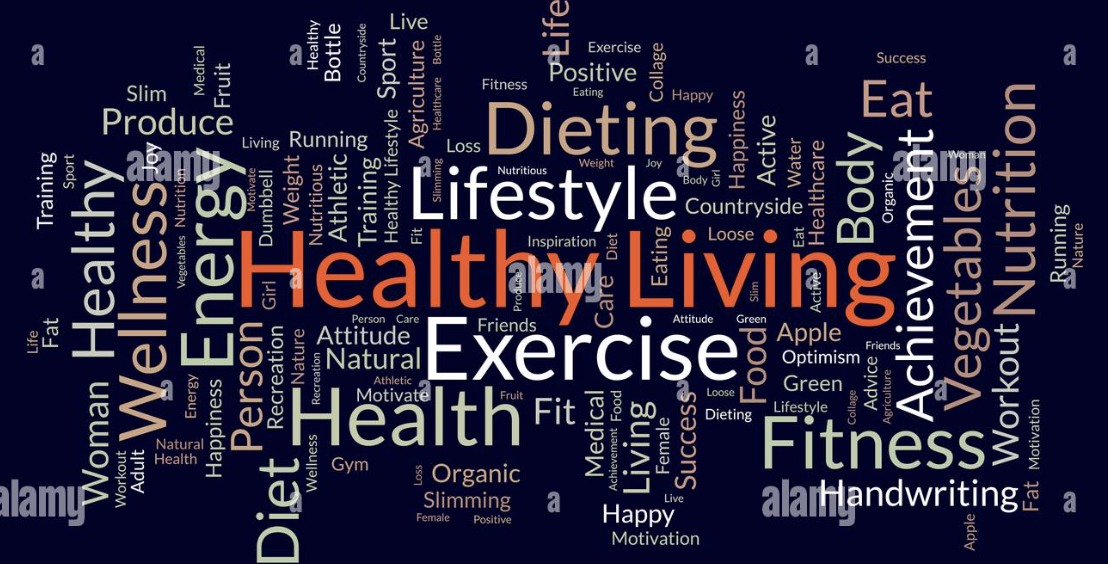 Live
Life
Healthy
Bottle
Countryside
Sport
Agriculture
Bottle
Healthcare
Exercise
Positive
Collage
Success
Medical
Fruit
Slim
Produce
Fitness
Eating
Happy
Eat
Living
Running
Loss
Dieting
Happiness
Active
Water
Healthcare
Body
Organic
Woman
Nutrition
Training
Sport
Joy
alamy
Healthy
Wellness
Nutrition
Energy
Motivate
Dumbbell
Weight
Nutritious
Athletic
Training
Healthy Lifestyle
Slimming
Fit
Nutritious
Weight
Joy
Body
Girl
alamy
Lifestyle
Countryside
Achievement
Vegetables
alamy
Running
Nature
Vegetables
Girl
Healthy Living
Inspiration
Diet
Eating
Loose
Eat
Produce
Care
Slim
Active
alamy
Life
Fat
Person
Care
Attitude
Natural
Friends
Attitude
Green
Exercise
Food
Apple
Optimism
Friends
Workout
Person
Recreation
Nature
Recreation
Athletic
Motivate
Fruit
Loose
Green
Advice
Agriculture
Collage
Woman
Energy
Happiness
Health
Fit
Medical
Food
Achievement
Living
Female
Success
Dieting
Lifestyle
Fitness
Motivation
Workout
Adult
Natural
Health
Wellness
Gym
Diet
Loss
Organic
Slimming
Female
Positive
Live
Happy
Motivation
alamy
Handwriting
alamy
Fat
Apple
a
a
a
a
a
a
a
a
a
a
a
a